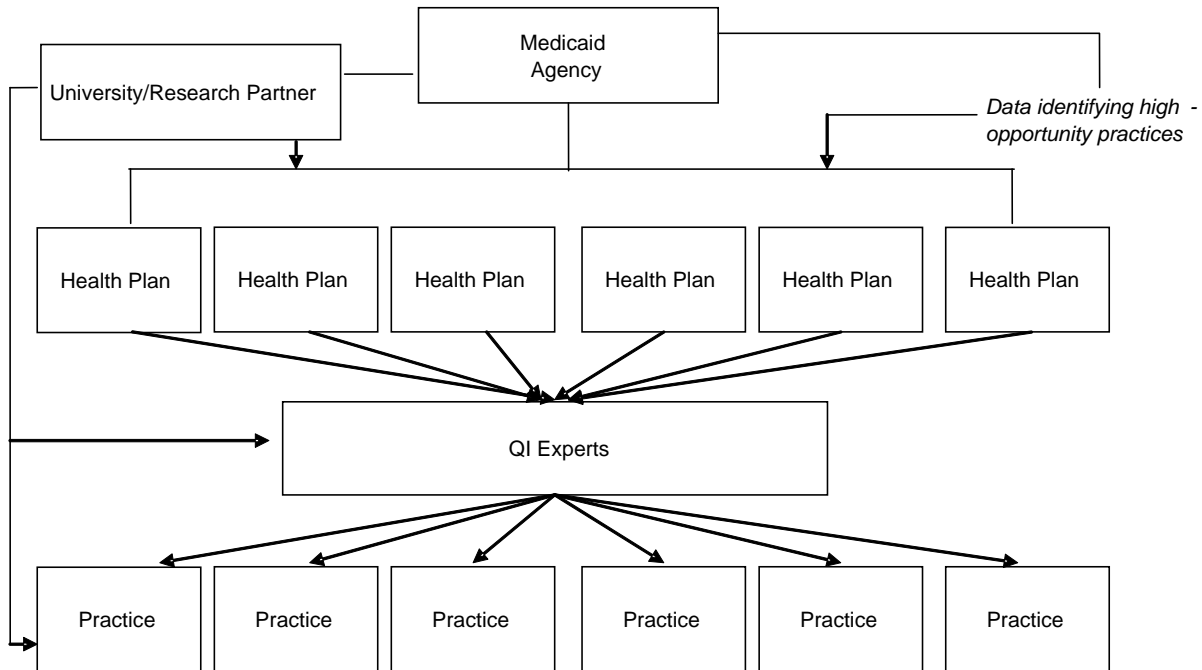 Medicaid
Agency
University/Research Partner
Data identifying high -
opportunity practices
Health Plan
Health Plan
Health Plan
Health Plan
Health Plan
Health Plan
QI Experts
Practice
Practice
Practice
Practice
Practice
Practice